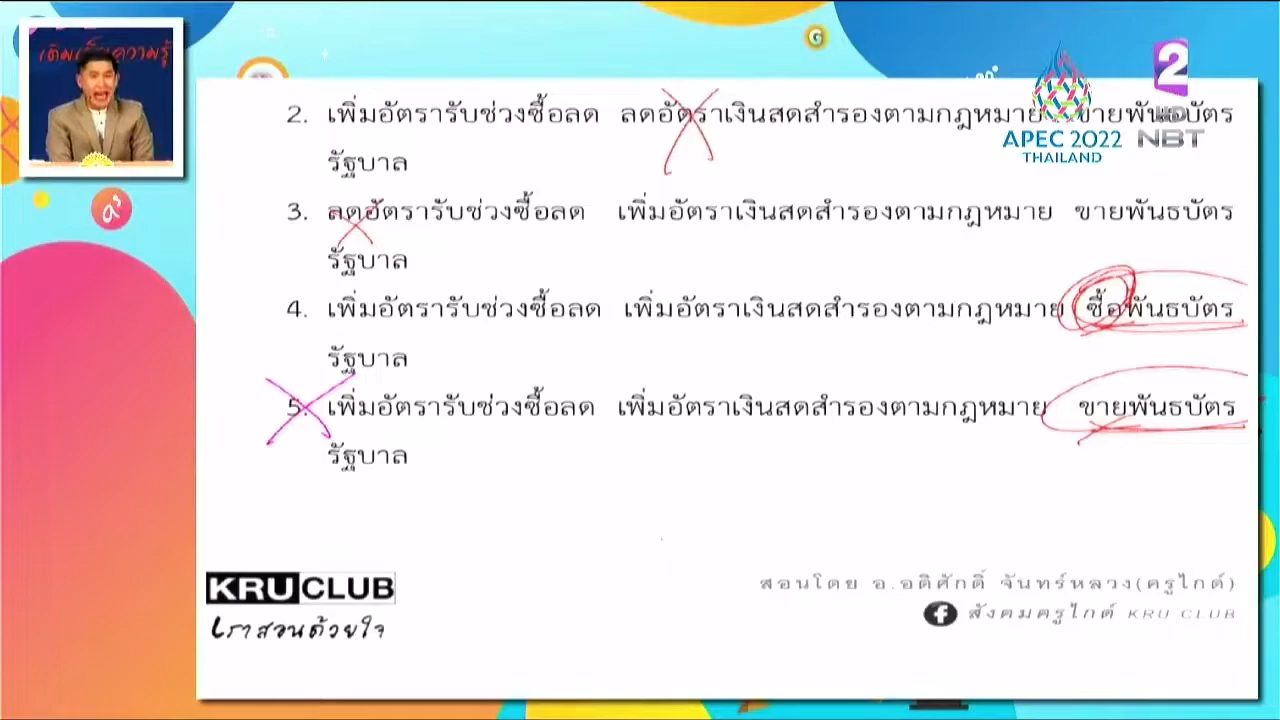 เติมเต็มความรู้
2
HD
NBT
APEC 2022
THAILAND
2. เพิ่มอัตรารับช่วงซื้อลด ลดอัตราเงินสดสำรองตามกฎหมาย ขายพันธบัตร
รัฐบาล
3. ลดอัตรารับช่วงซื้อลด เพิ่มอัตราเงินสดสำรองตามกฎหมาย ขายพันธบัตร
รัฐบาล
4. เพิ่มอัตรารับช่วงซื้อลด เพิ่มอัตราเงินสดสำรองตามกฎหมาย ซื้อพันธบัตร
รัฐบาล
5. เพิ่มอัตรารับช่วงซื้อลด เพิ่มอัตราเงินสดสำรองตามกฎหมาย ขายพันธบัตร
รัฐบาล
KRU CLUB
เราสอนด้วยใจ
สอนโดย อ.อดิศักดิ์ จันทร์หลวง(ครูไกด์)
สังคมครูไกด์ KRU CLUB